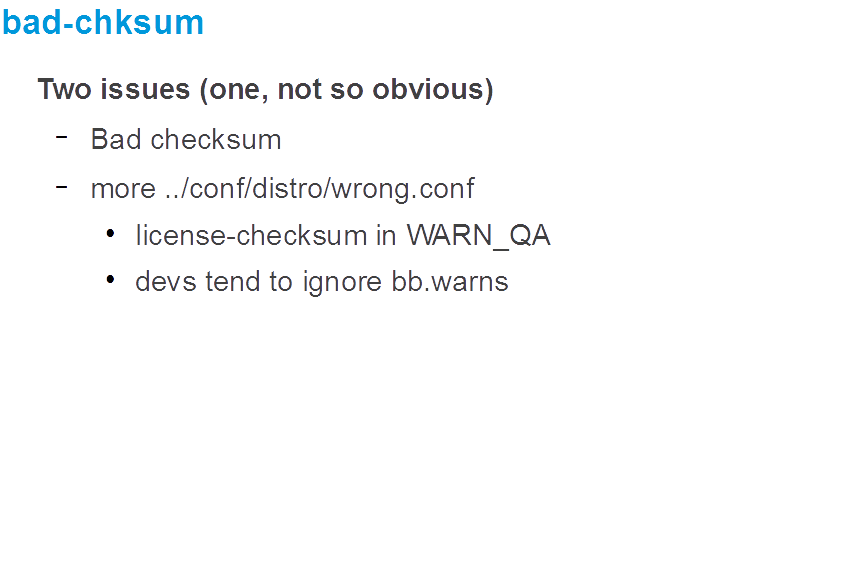 bad-chksum
Two issues (one, not so obvious)
– Bad checksum
– more ../conf/distro/wrong.conf
• license-checksum in WARN_QA
• devs tend to ignore bb.warns